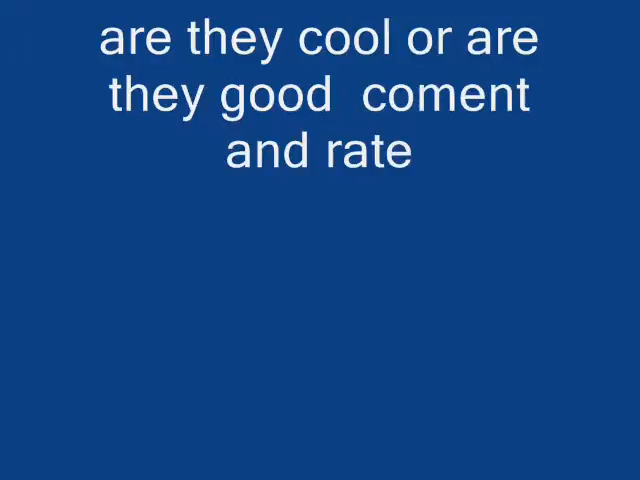 are they cool or are
they good  coment
and rate